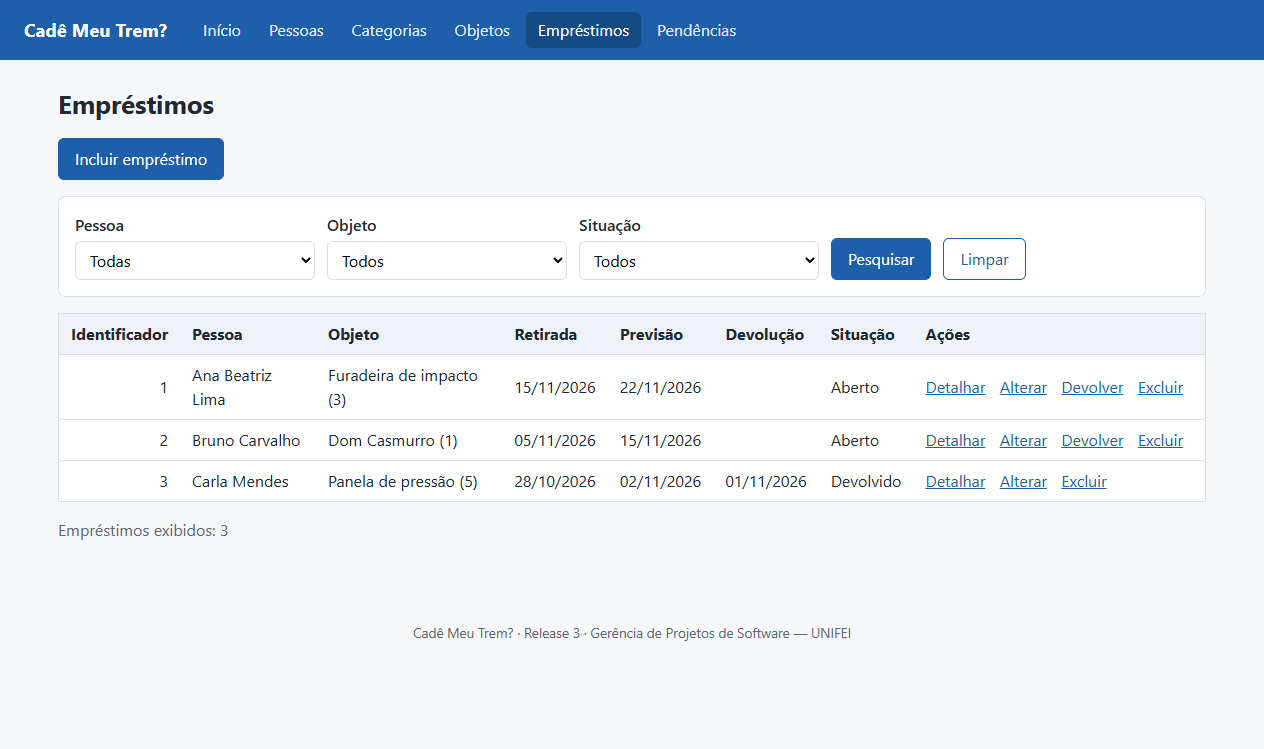 Cadê Meu Trem? Início Pessoas Categorias Objetos Empréstimos Pendências
Empréstimos
Incluir empréstimo
Pessoa Objeto Situação
Todas Todos Todos Pesquisar Limpar
Identificador Pessoa Objeto Retirada Previsão Devolução Situação Ações
1 Ana Beatriz Lima Furadeira de impacto (3) 15/11/2026 22/11/2026 Aberto Detalhar Alterar Devolver Excluir
2 Bruno Carvalho Dom Casmurro (1) 05/11/2026 15/11/2026 Aberto Detalhar Alterar Devolver Excluir
3 Carla Mendes Panela de pressão (5) 28/10/2026 02/11/2026 01/11/2026 Devolvido Detalhar Alterar Excluir
Empréstimos exibidos: 3
Cadê Meu Trem? · Release 3 · Gerência de Projetos de Software — UNIFEI